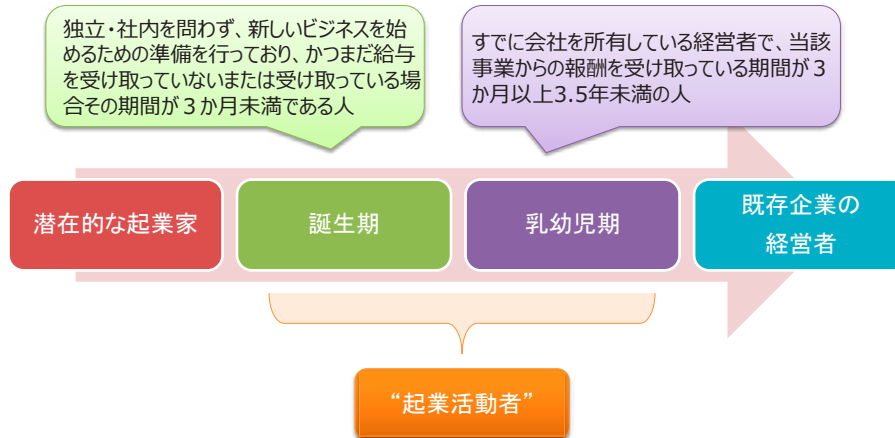 独立・社内を問わず、新しいビジネスを始
めるための準備を行っており、かつまだ給与
を受け取っていないまたは受け取っている場
合その期間が３か月未満である人
すでに会社を所有している経営者で、当該
事業からの報酬を受け取っている期間が３
か月以上3.5年未満の人
潜在的な起業家
誕生期
乳幼児期
既存企業の
経営者
“起業活動者”